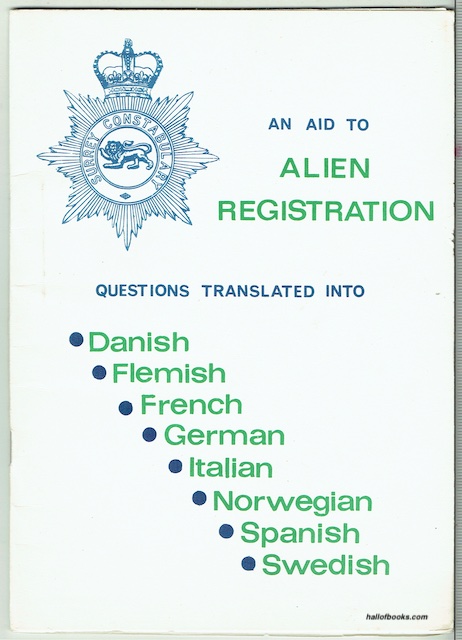 SURREY CONSTABULARY
AN AID TO
ALIEN
REGISTRATION
QUESTIONS TRANSLATED INTO
• Danish
• Flemish
• French
• German
• Italian
• Norwegian
• Spanish
• Swedish
hallofbooks.com